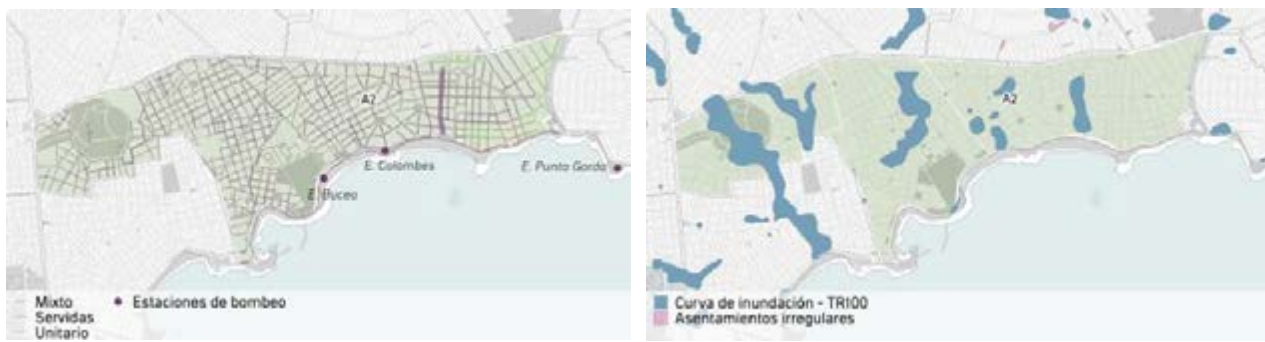 A2
E. Colombes
E. Punta Gorda
E. Buceo
Mixto
Estaciones de bombeo
Servidas
Unitario
A2
Curva de inundación - TR100
Asentamientos irregulares